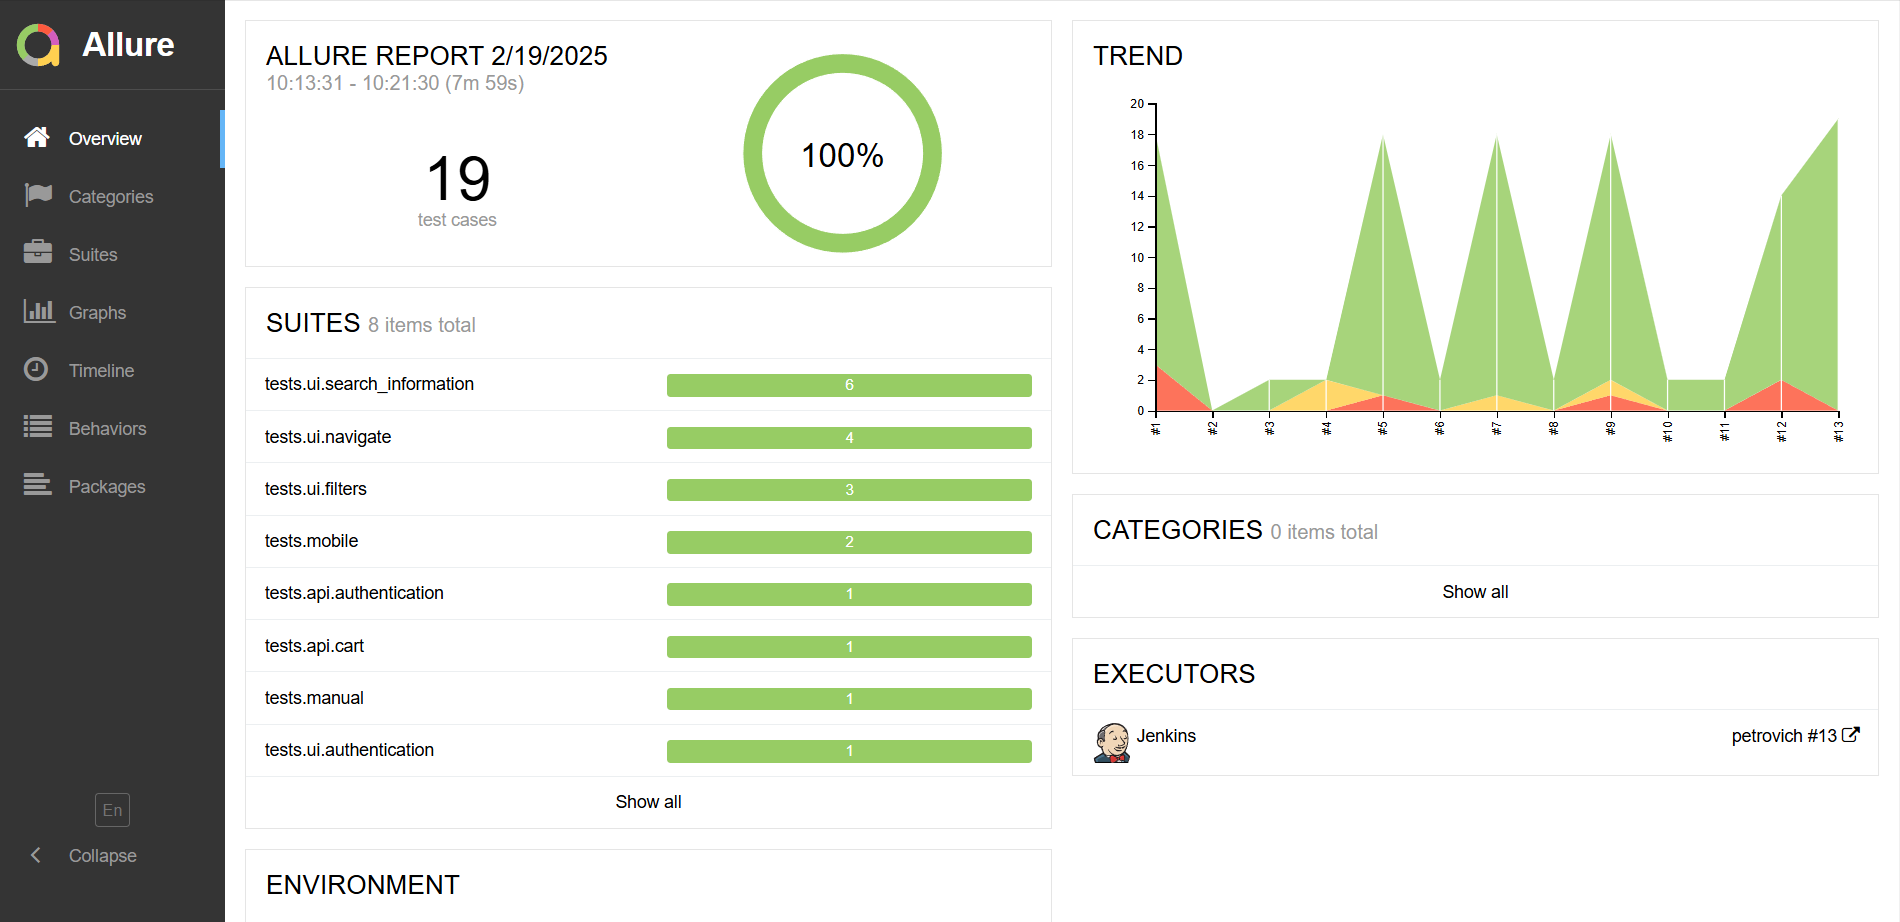 Allure
Overview
Categories
Suites
Graphs
Timeline
Behaviors
Packages
En
Collapse
ALLURE REPORT 2/19/2025
10:13:31 - 10:21:30 (7m 59s)
19
test cases
100%
SUITES 8 items total
tests.ui.search_information 6
tests.ui.navigate 4
tests.ui.filters 3
tests.mobile 2
tests.api.authentication 1
tests.api.cart 1
tests.manual 1
tests.ui.authentication 1
Show all
ENVIRONMENT
TREND
20
18
16
14
12
10
8
6
4
2
0
#1 #2 #3 #4 #5 #6 #7 #8 #9 #10 #11 #12 #13
CATEGORIES 0 items total
Show all
EXECUTORS
Jenkins petrovich #13